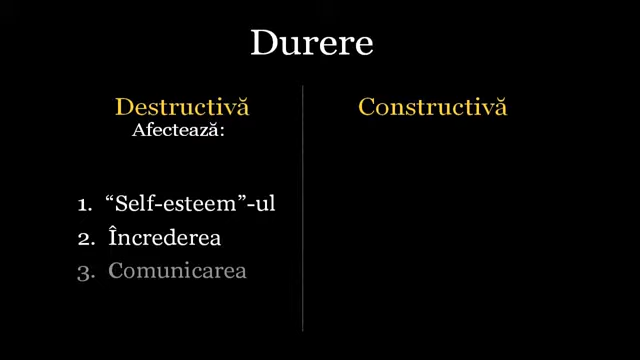 Durere
Destructivă
Afectează:
1. “Self-esteem”-ul
2. Încrederea
3. Comunicarea
Constructivă